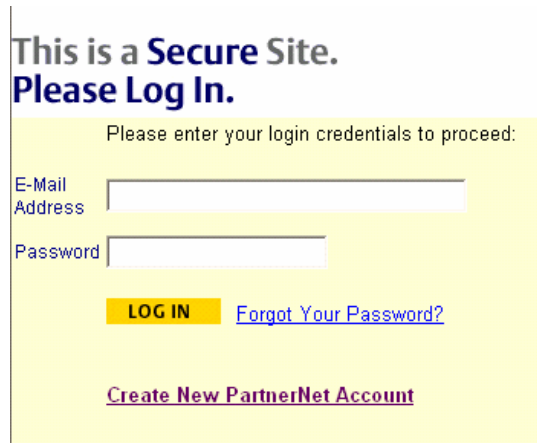 This is a Secure Site.
Please Log In.
Please enter your login credentials to proceed:
E-Mail
Address
Password
LOG IN Forgot Your Password?
Create New PartnerNet Account